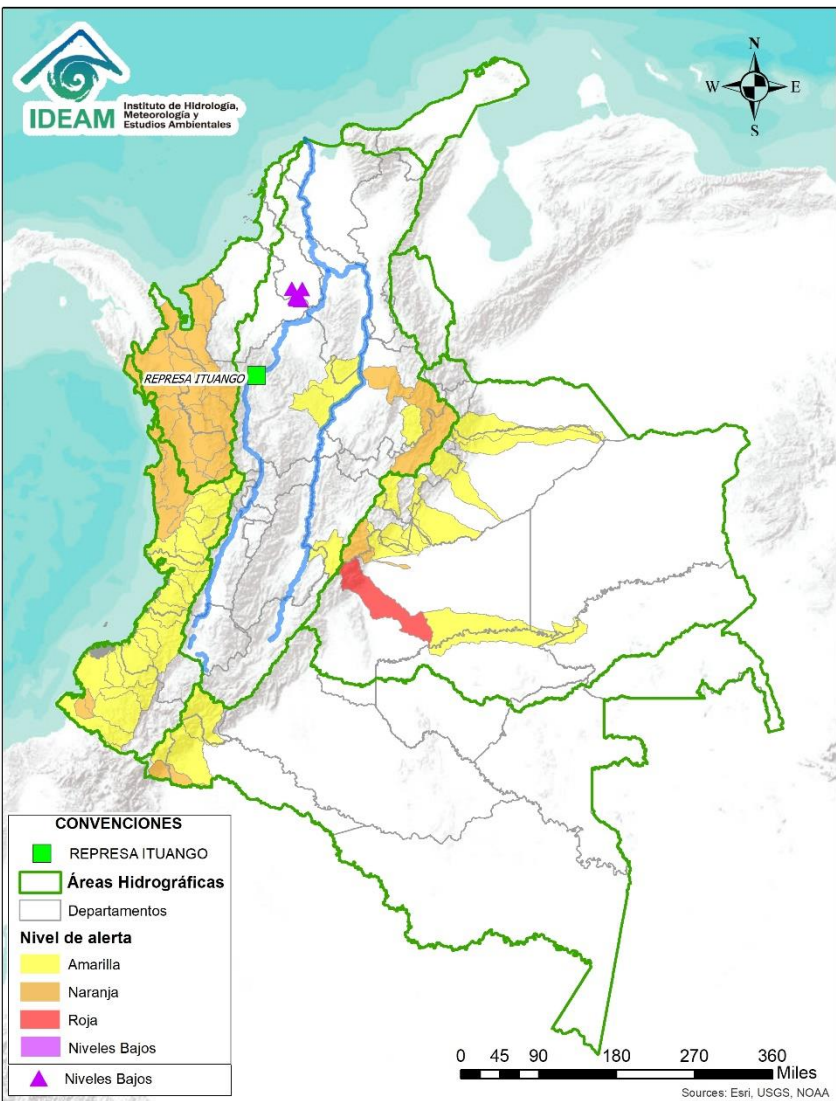 IDEAM
Instituto de Hidrología,
Meteorología y
Estudios Ambientales
N
W
E
S
REPRESA ITUANGO
CONVENCIONES
REPRESA ITUANGO
Áreas Hidrográficas
Departamentos
Nivel de alerta
Amarilla
Naranja
Roja
Niveles Bajos
Niveles Bajos
0 45 90 180 270 360
Miles
Sources: Esri, USGS, NOAA